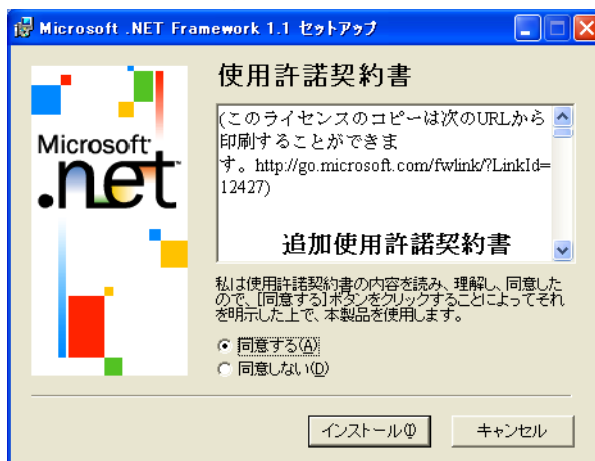 Microsoft .NET Framework 1.1 セットアップ
Microsoft
.net
使用許諾契約書
(このライセンスのコピーは次のURLから
印刷することができま
す。http://go.microsoft.com/fwlink/?LinkId=
12427)
追加使用許諾契約書
私は使用許諾契約書の内容を読み、理解し、同意した
ので、[同意する]ボタンをクリックすることによってそれ
を明示した上で、本製品を使用します。
同意する(A)
同意しない(D)
インストール(I)
キャンセル